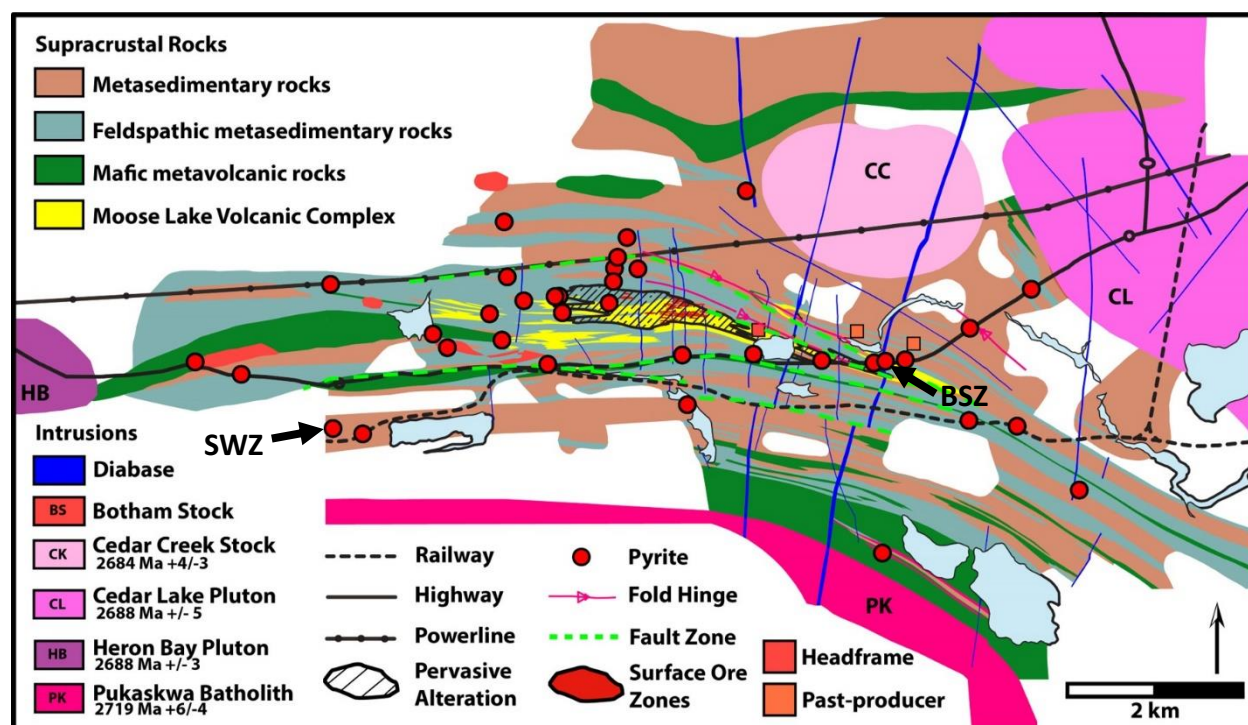 Supracrustal Rocks
Metasedimentary rocks
Feldspathic metasedimentary rocks
Mafic metavolcanic rocks
Moose Lake Volcanic Complex
CC
CL
HB
BSZ
SWZ
PK
Intrusions
Diabase
BS Botham Stock
CK Cedar Creek Stock
2684 Ma +4/-3
CL Cedar Lake Pluton
2688 Ma +/- 5
HB Heron Bay Pluton
2688 Ma +/- 3
PK Pukaskwa Batholith
2719 Ma +6/-4
Railway
Highway
Powerline
Pervasive
Alteration
Pyrite
Fold Hinge
Fault Zone
Surface Ore
Zones
Headframe
Past-producer
2 km